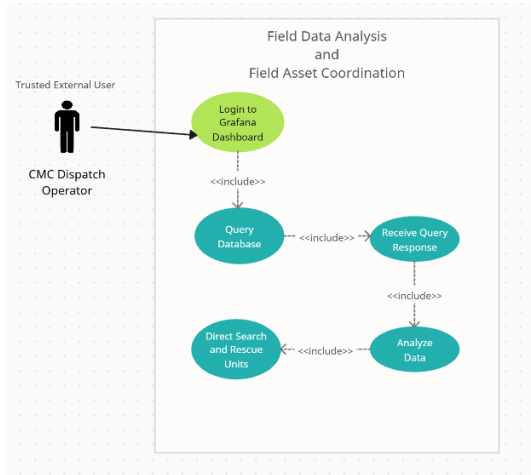 Field Data Analysis
and
Field Asset Coordination
Trusted External User
CMC Dispatch
Operator
Login to
Grafana
Dashboard
<<include>>
Query
Database
<<include>>
Receive Query
Response
<<include>>
Analyze
Data
<<include>>
Direct Search
and Rescue
Units